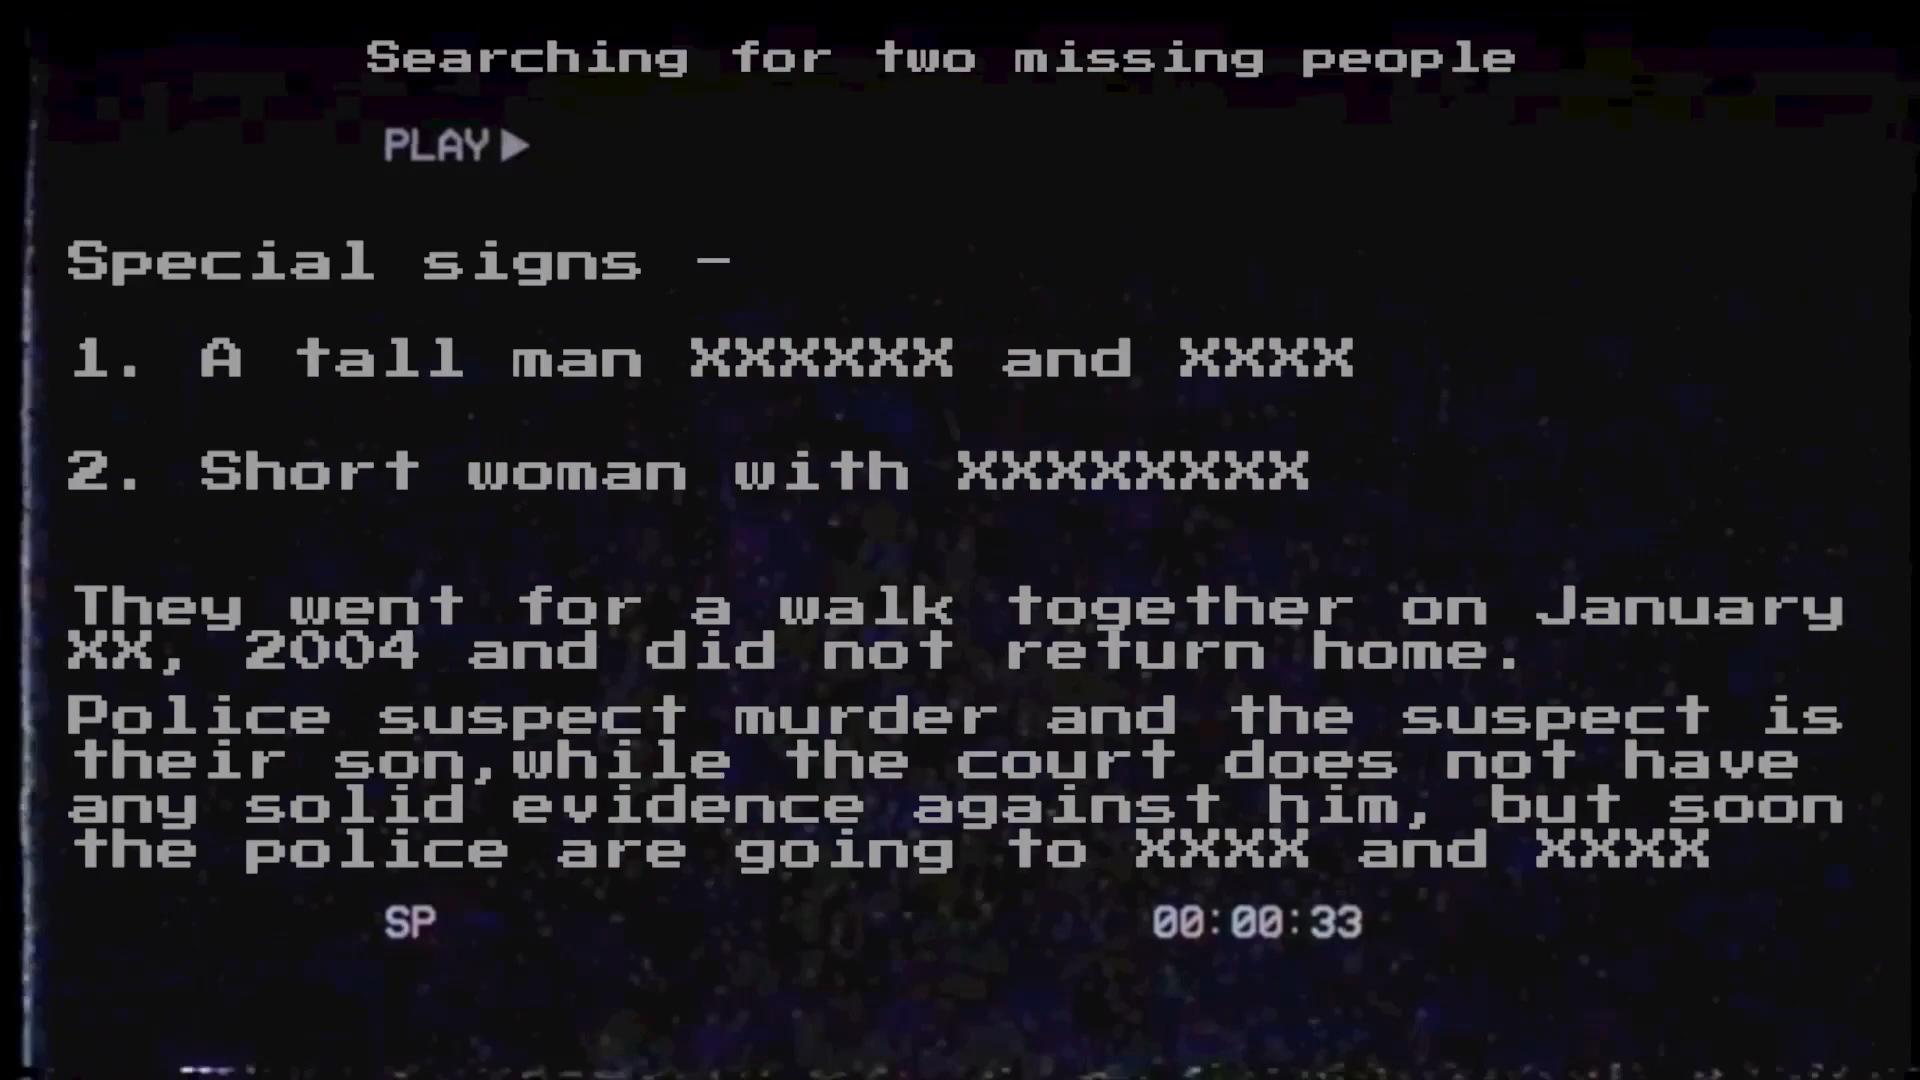 Searching for two missing people
PLAY▶
Special signs -
1. A tall man XXXXXX and XXXX
2. Short woman with XXXXXXXX
They went for a walk together on January
XX, 2004 and did not return home.
Police suspect murder and the suspect is
their son,while the court does not have
any solid evidence against him, but soon
the police are going to XXXX and XXXX
SP
00:00:33